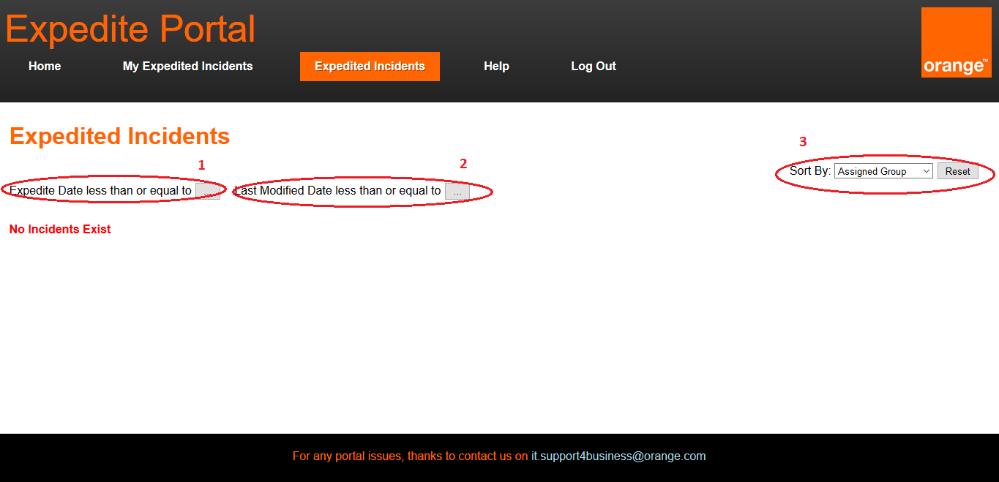 Expedite Portal
Home My Expedited Incidents Expedited Incidents Help Log Out
orange™
Expedited Incidents
1 2 3
Sort By: Assigned Group Reset
Expedite Date less than or equal to ... Last Modified Date less than or equal to ...
No Incidents Exist
For any portal issues, thanks to contact us on it.support4business@orange.com